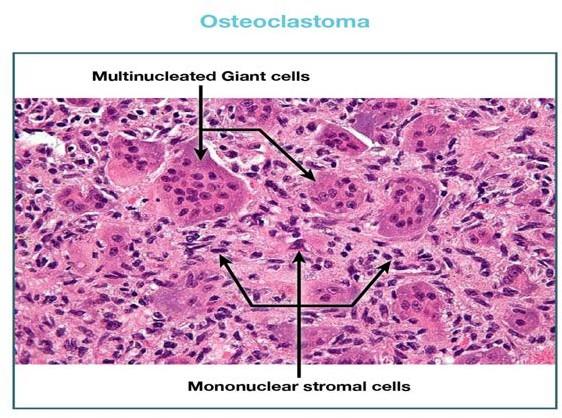 Osteoclastoma
Multinucleated Giant cells
Mononuclear stromal cells